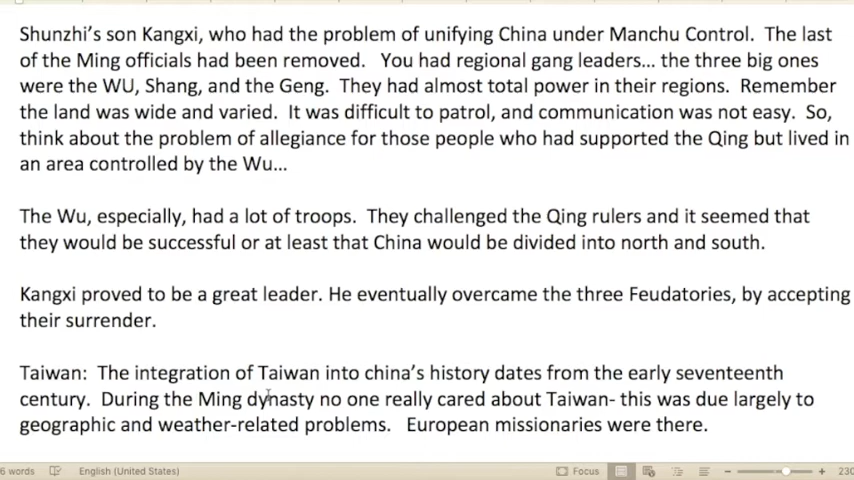 Shunzhi's son Kangxi, who had the problem of unifying China under Manchu Control.  The last
of the Ming officials had been removed.   You had regional gang leaders... the three big ones
were the WU, Shang, and the Geng.  They had almost total power in their regions.  Remember
the land was wide and varied.  It was difficult to patrol, and communication was not easy.  So,
think about the problem of allegiance for those people who had supported the Qing but lived in
an area controlled by the Wu...
The Wu, especially, had a lot of troops.  They challenged the Qing rulers and it seemed that
they would be successful or at least that China would be divided into north and south.
Kangxi proved to be a great leader. He eventually overcame the three Feudatories, by accepting
their surrender.
Taiwan:  The integration of Taiwan into china's history dates from the early seventeenth
century.  During the Ming dynasty no one really cared about Taiwan- this was due largely to
geographic and weather-related problems.   European missionaries were there.
6 words English (United States) Focus 230